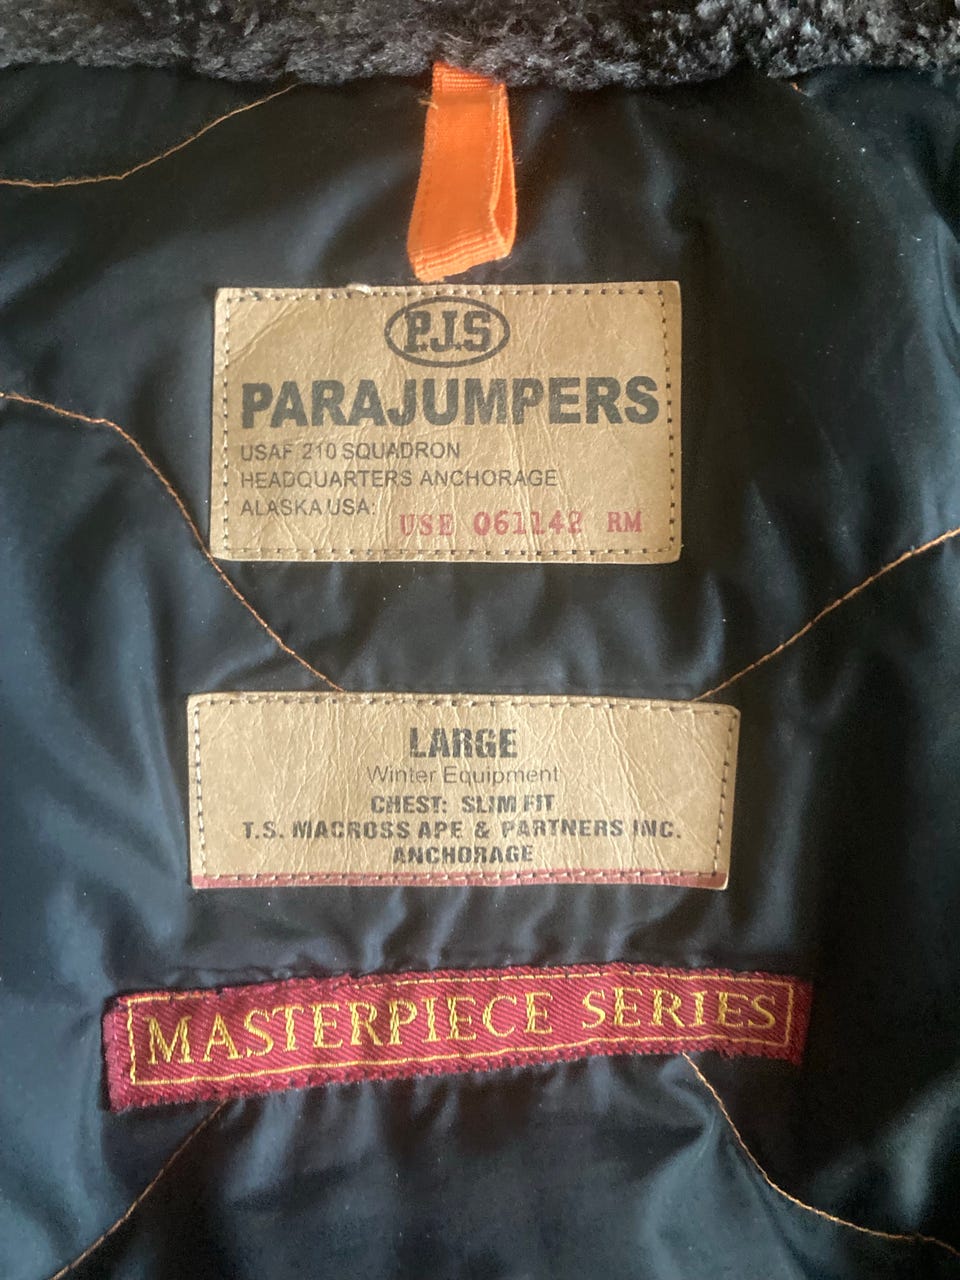 P.J.S
PARAJUMPERS
USAF 210 SQUADRON
HEADQUARTERS ANCHORAGE
ALASKA USA:
USE 061142 RM
LARGE
Winter Equipment
CHEST: SLIM FIT
T.S. MACROSS APE & PARTNERS INC.
ANCHORAGE
MASTERPIECE SERIES